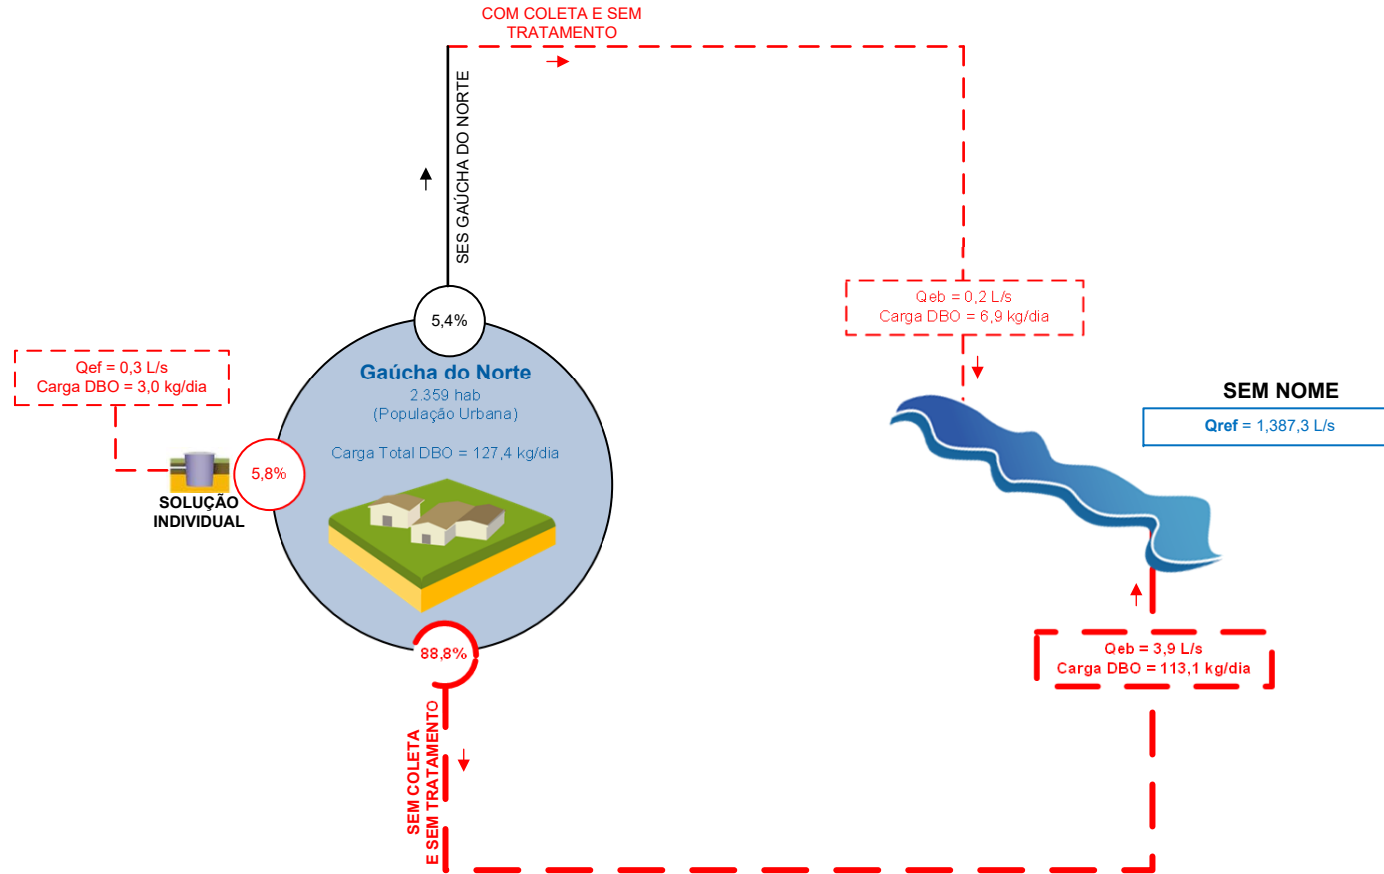 COM COLETA E SEM
TRATAMENTO
SES GAÚCHA DO NORTE
Qeb = 0,2 L/s
Carga DBO = 6,9 kg/dia
5,4%
Qef = 0,3 L/s
Carga DBO = 3,0 kg/dia
Gaúcha do Norte
2.359 hab
(População Urbana)
Carga Total DBO = 127,4 kg/dia
SEM NOME
Qref = 1,387,3 L/s
5,8%
SOLUÇÃO
INDIVIDUAL
88,8%
Qeb = 3,9 L/s
Carga DBO = 113,1 kg/dia
SEM COLETA
E SEM TRATAMENTO